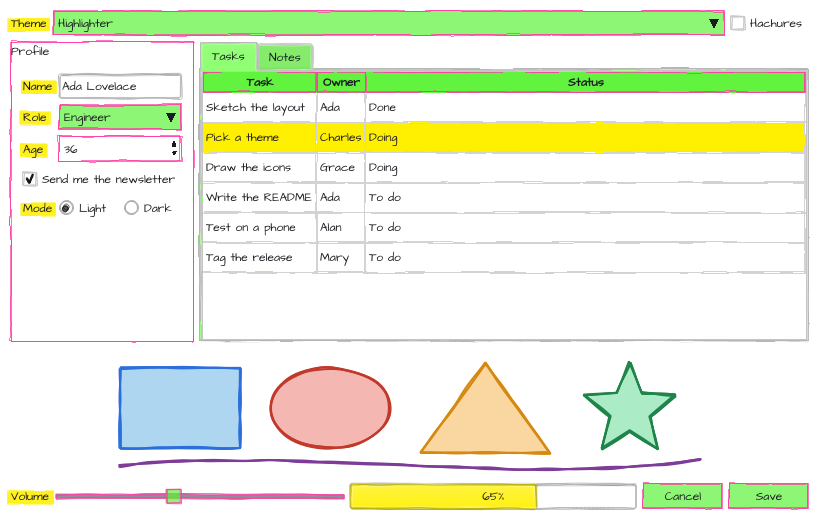 Theme Highlighter Hachures
Profile
Name Ada Lovelace
Role Engineer
Age 36
Send me the newsletter
Mode Light Dark
Tasks Notes
Task Owner Status
Sketch the layout Ada Done
Pick a theme Charles Doing
Draw the icons Grace Doing
Write the README Ada To do
Test on a phone Alan To do
Tag the release Mary To do
Volume 65% Cancel Save